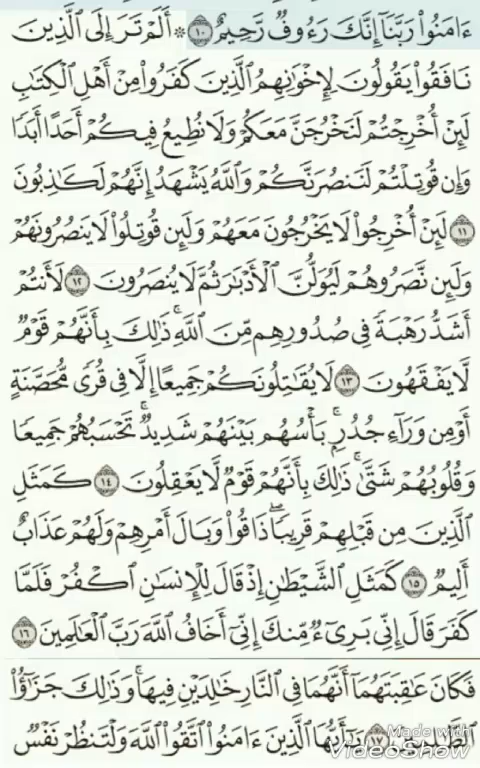 ءَامَنُوا۟ رَبَّنَآ إِنَّكَ رَءُوفٌ رَّحِيمٌ ١٠ ۞ أَلَمْ تَرَ إِلَى ٱلَّذِينَ
نَافَقُوا۟ يَقُولُونَ لِإِخْوَٰنِهِمُ ٱلَّذِينَ كَفَرُوا۟ مِنْ أَهْلِ ٱلْكِتَٰبِ
لَئِنْ أُخْرِجْتُمْ لَنَخْرُجَنَّ مَعَكُمْ وَلَا نُطِيعُ فِيكُمْ أَحَدًا أَبَدًا
وَإِن قُوتِلْتُمْ لَنَنصُرَنَّكُمْ وَٱللَّهُ يَشْهَدُ إِنَّهُمْ لَكَٰذِبُونَ
١١ لَئِنْ أُخْرِجُوا۟ لَا يَخْرُجُونَ مَعَهُمْ وَلَئِن قُوتِلُوا۟ لَا يَنصُرُونَهُمْ
وَلَئِن نَّصَرُوهُمْ لَيُوَلُّنَّ ٱلْأَدْبَٰرَ ثُمَّ لَا يُنصَرُونَ ١٢ لَأَنتُمْ
أَشَدُّ رَهْبَةً فِى صُدُورِهِم مِّنَ ٱللَّهِ ۚ ذَٰلِكَ بِأَنَّهُمْ قَوْمٌ
لَّا يَفْقَهُونَ ١٣ لَا يُقَٰتِلُونَكُمْ جَمِيعًا إِلَّا فِى قُرًى مُّحَصَّنَةٍ
أَوْ مِن وَرَآءِ جُدُرٍۭ ۚ بَأْسُهُم بَيْنَهُمْ شَدِيدٌ ۚ تَحْسَبُهُمْ جَمِيعًا
وَقُلُوبُهُمْ شَتَّىٰ ۚ ذَٰلِكَ بِأَنَّهُمْ قَوْمٌ لَّا يَعْقِلُونَ ١٤ كَمَثَلِ
ٱلَّذِينَ مِن قَبْلِهِمْ قَرِيبًا ۖ ذَاقُوا۟ وَبَالَ أَمْرِهِمْ وَلَهُمْ عَذَابٌ
أَلِيمٌ ١٥ كَمَثَلِ ٱلشَّيْطَٰنِ إِذْ قَالَ لِلْإِنسَٰنِ ٱكْفُرْ فَلَمَّا
كَفَرَ قَالَ إِنِّى بَرِىٓءٌ مِّنكَ إِنِّىٓ أَخَافُ ٱللَّهَ رَبَّ ٱلْعَٰلَمِينَ ١٦
فَكَانَ عَٰقِبَتَهُمَآ أَنَّهُمَا فِى ٱلنَّارِ خَٰلِدَيْنِ فِيهَا ۚ وَذَٰلِكَ جَزَٰٓؤُا۟
ٱلظَّٰلِمِينَ ١٧ يَٰٓأَيُّهَا ٱلَّذِينَ ءَامَنُوا۟ ٱتَّقُوا۟ ٱللَّهَ وَلْتَنظُرْ نَفْسٌ
Made with
VideoShow